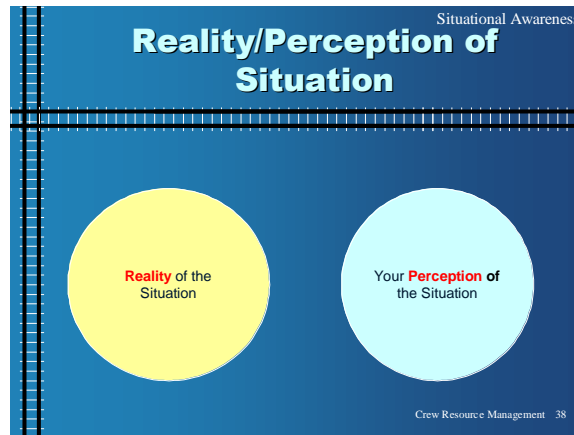 Situational Awarenes
Reality/Perception of
Situation
Reality of the
Situation
Your Perception of
the Situation
Crew Resource Management 38